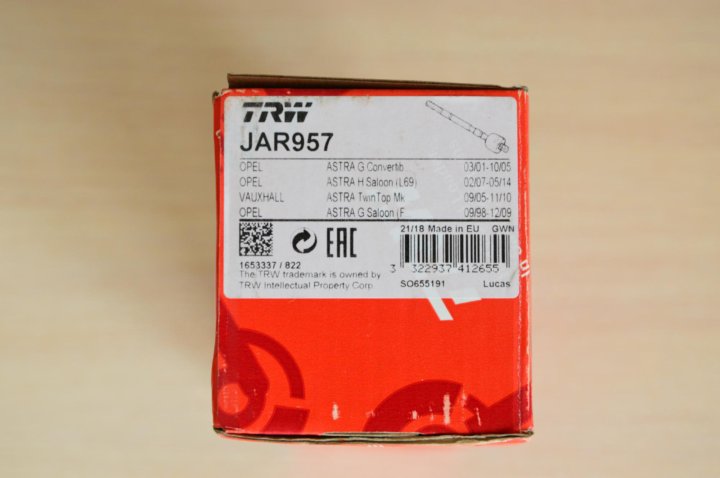 TRW
JAR957
OPEL ASTRA G Convertib 03/01-10/05
OPEL ASTRA H Saloon (L69) 02/07-05/14
VAUXHALL ASTRA TwinTop Mk 09/05-11/10
OPEL ASTRA G Saloon (F 09/98-12/09
21/18 Made in EU GWN
EAC
3 322937 412655
1653337 / 822
The TRW trademark is owned by
TRW Intellectual Property Corp.
SO655191 Lucas